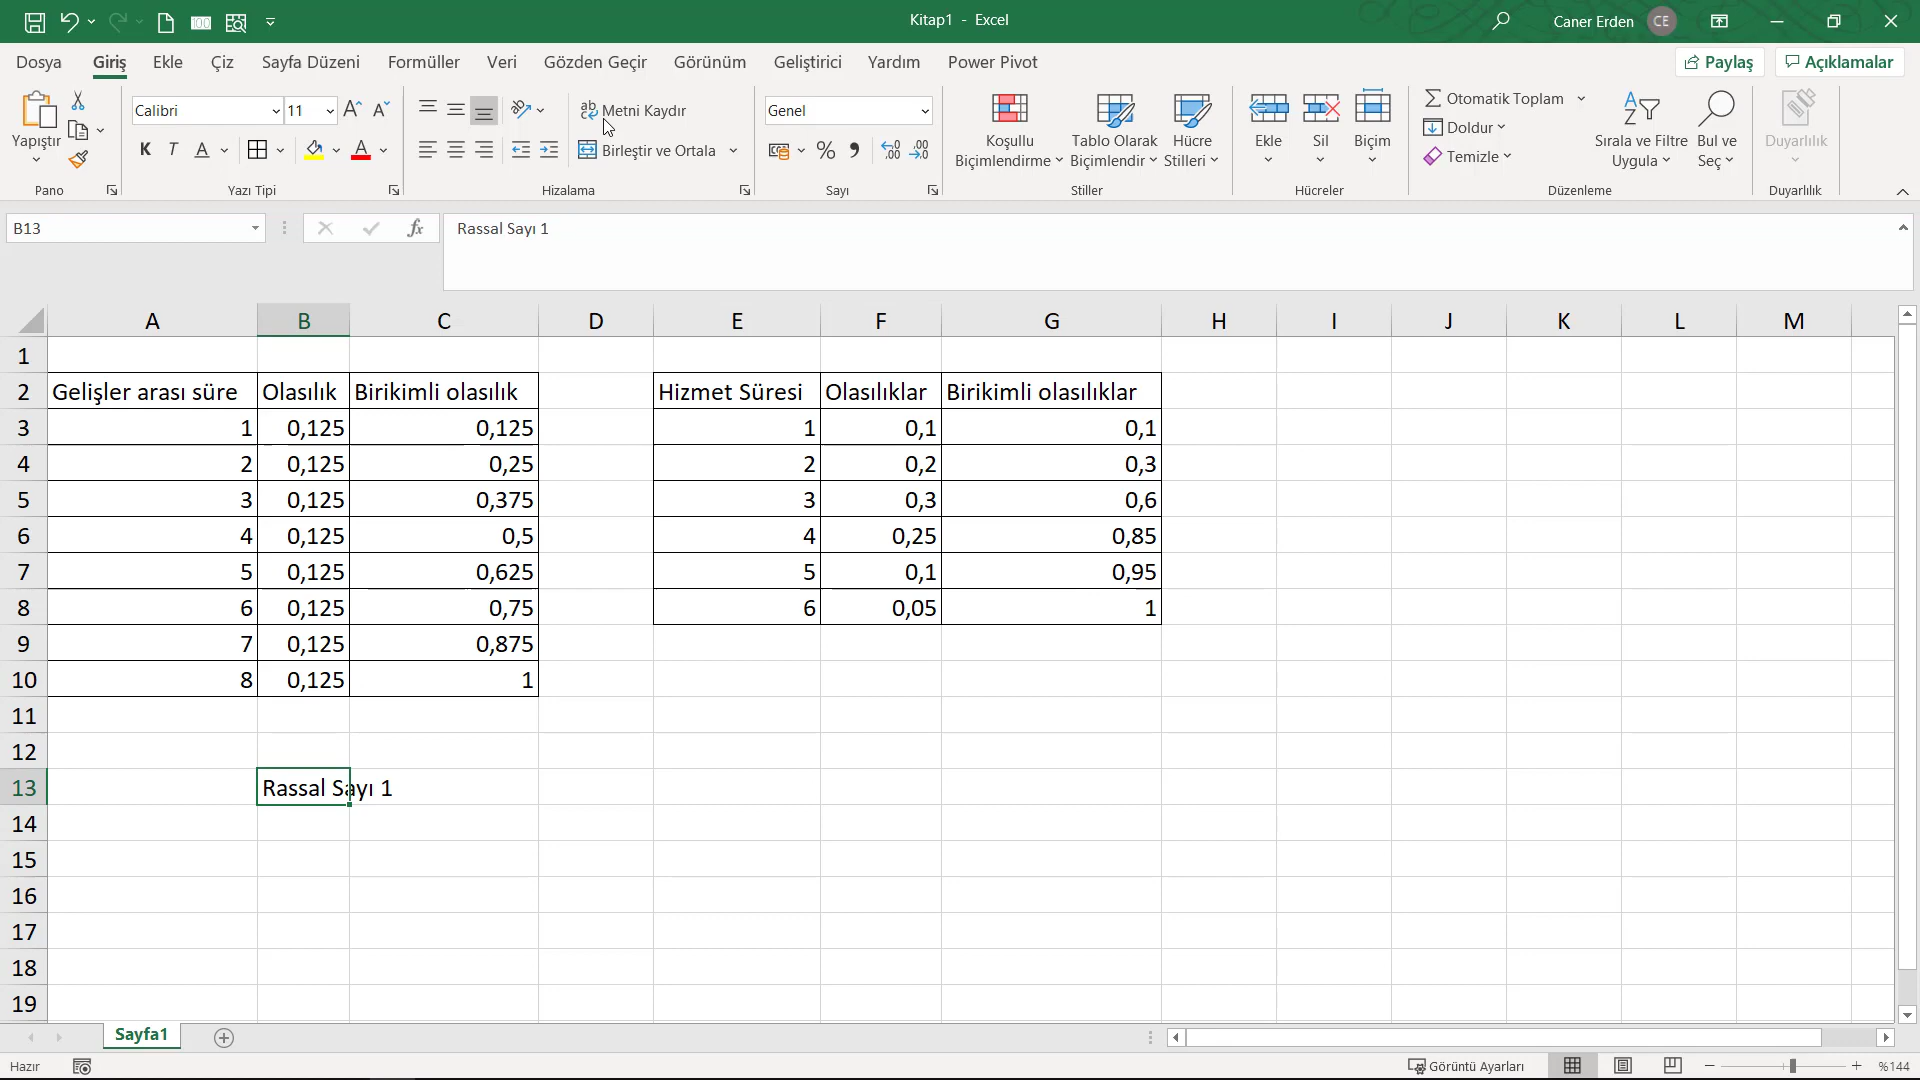 Kitap1 - Excel
Caner Erden CE
Dosya Giriş Ekle Çiz Sayfa Düzeni Formüller Veri Gözden Geçir Görünüm Geliştirici Yardım Power Pivot Paylaş Açıklamalar
Yapıştır
Calibri 11
K T A A
ab Metni Kaydır
Birleştir ve Ortala
Genel
Koşullu Biçimlendirme
Tablo Olarak Biçimlendir
Hücre Stilleri
Ekle Sil Biçim
Otomatik Toplam
Doldur
Temizle
Sırala ve Filtre Uygula
Bul ve Seç
Duyarlılık
Pano Yazı Tipi Hizalama Sayı Stiller Hücreler Düzenleme Duyarlılık
B13 fx Rassal Sayı 1
A B C D E F G H I J K L M
1
2 Gelişler arası süre Olasılık Birikimli olasılık Hizmet Süresi Olasılıklar Birikimli olasılıklar
3 1 0,125 0,125 1 0,1 0,1
4 2 0,125 0,25 2 0,2 0,3
5 3 0,125 0,375 3 0,3 0,6
6 4 0,125 0,5 4 0,25 0,85
7 5 0,125 0,625 5 0,1 0,95
8 6 0,125 0,75 6 0,05 1
9 7 0,125 0,875
10 8 0,125 1
11
12
13 Rassal Sayı 1
14
15
16
17
18
19
Sayfa1
Hazır Görüntü Ayarları %144